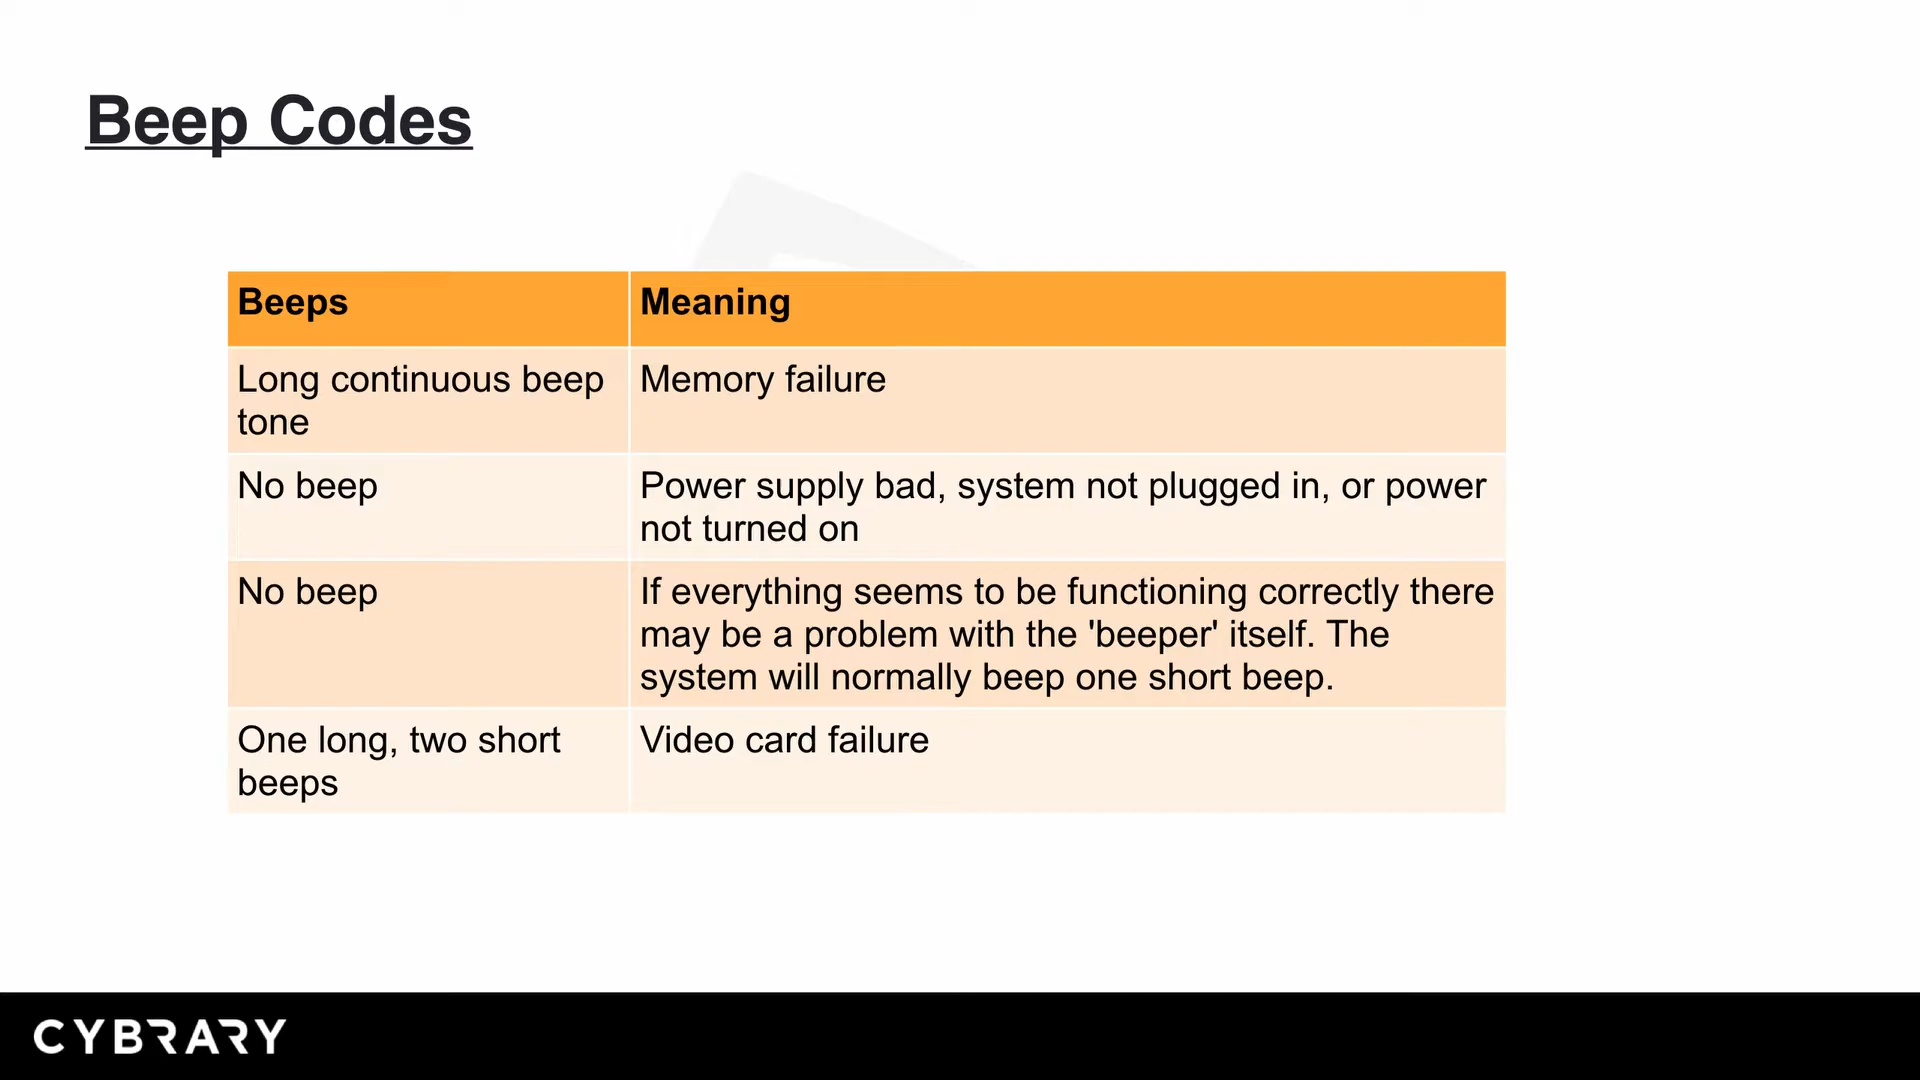 Beep Codes
Beeps
Meaning
Long continuous beep
tone
Memory failure
No beep
Power supply bad, system not plugged in, or power
not turned on
No beep
If everything seems to be functioning correctly there
may be a problem with the 'beeper' itself. The
system will normally beep one short beep.
One long, two short
beeps
Video card failure
CYBRARY